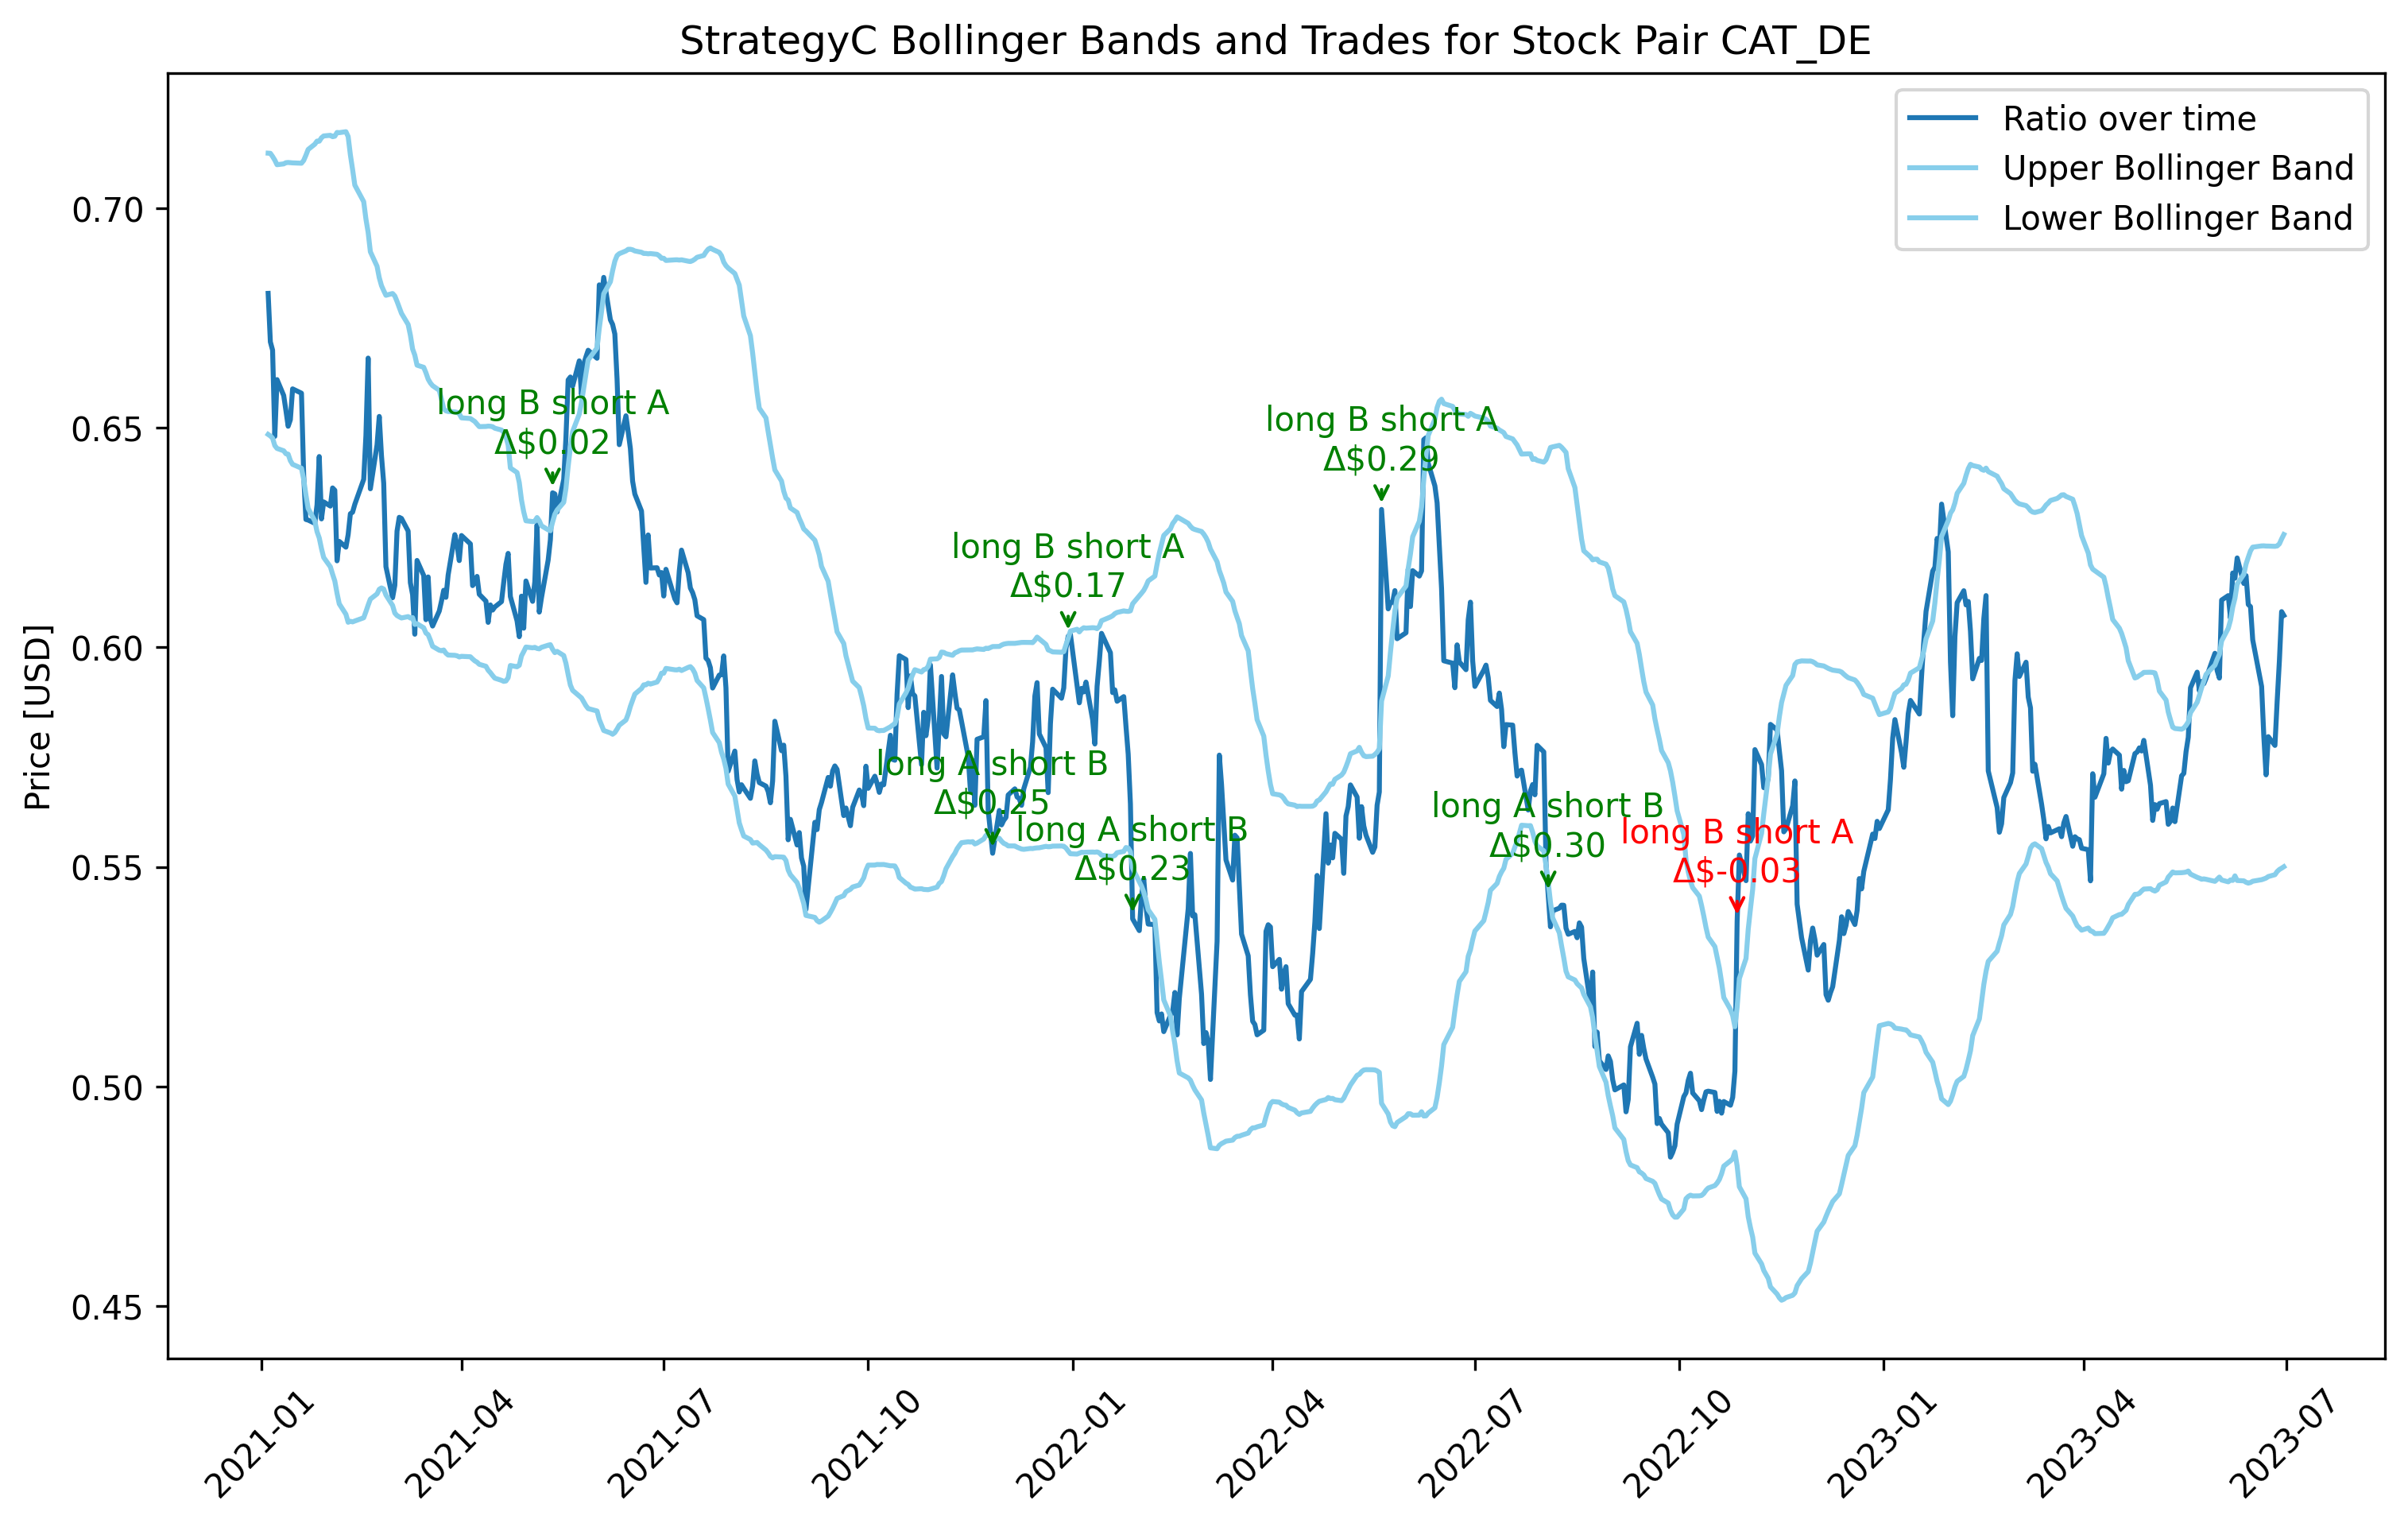 StrategyC Bollinger Bands and Trades for Stock Pair CAT_DE
Ratio over time
Upper Bollinger Band
Lower Bollinger Band
Price [USD]
0.70
0.65
0.60
0.55
0.50
0.45
long B short A
Δ$0.02
long A short B
Δ$0.25
long B short A
Δ$0.17
long A short B
Δ$0.23
long B short A
Δ$0.29
long A short B
Δ$0.30
long B short A
Δ$-0.03
2021-01
2021-04
2021-07
2021-10
2022-01
2022-04
2022-07
2022-10
2023-01
2023-04
2023-07